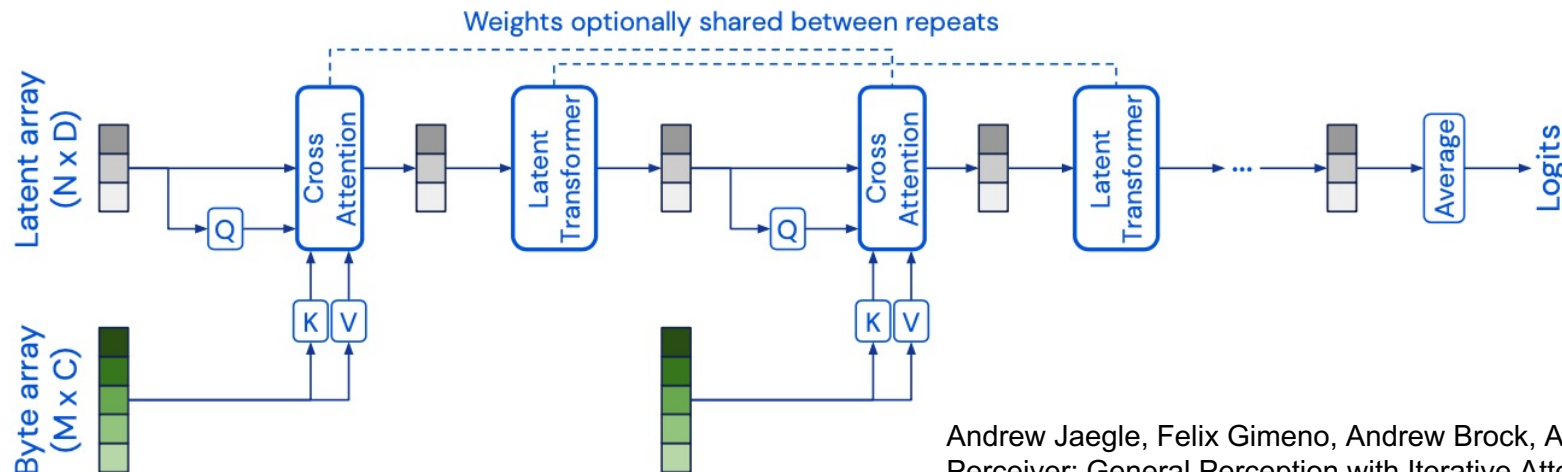 Weights optionally shared between repeats
Latent array
(N x D)
Cross
Attention
Latent
Transformer
Cross
Attention
Latent
Transformer
...
Average
Logits
Q
Q
K
V
K
V
Byte array
(M x C)
Andrew Jaegle, Felix Gimeno, Andrew Brock, A
Perceiver: General Perception with Iterative